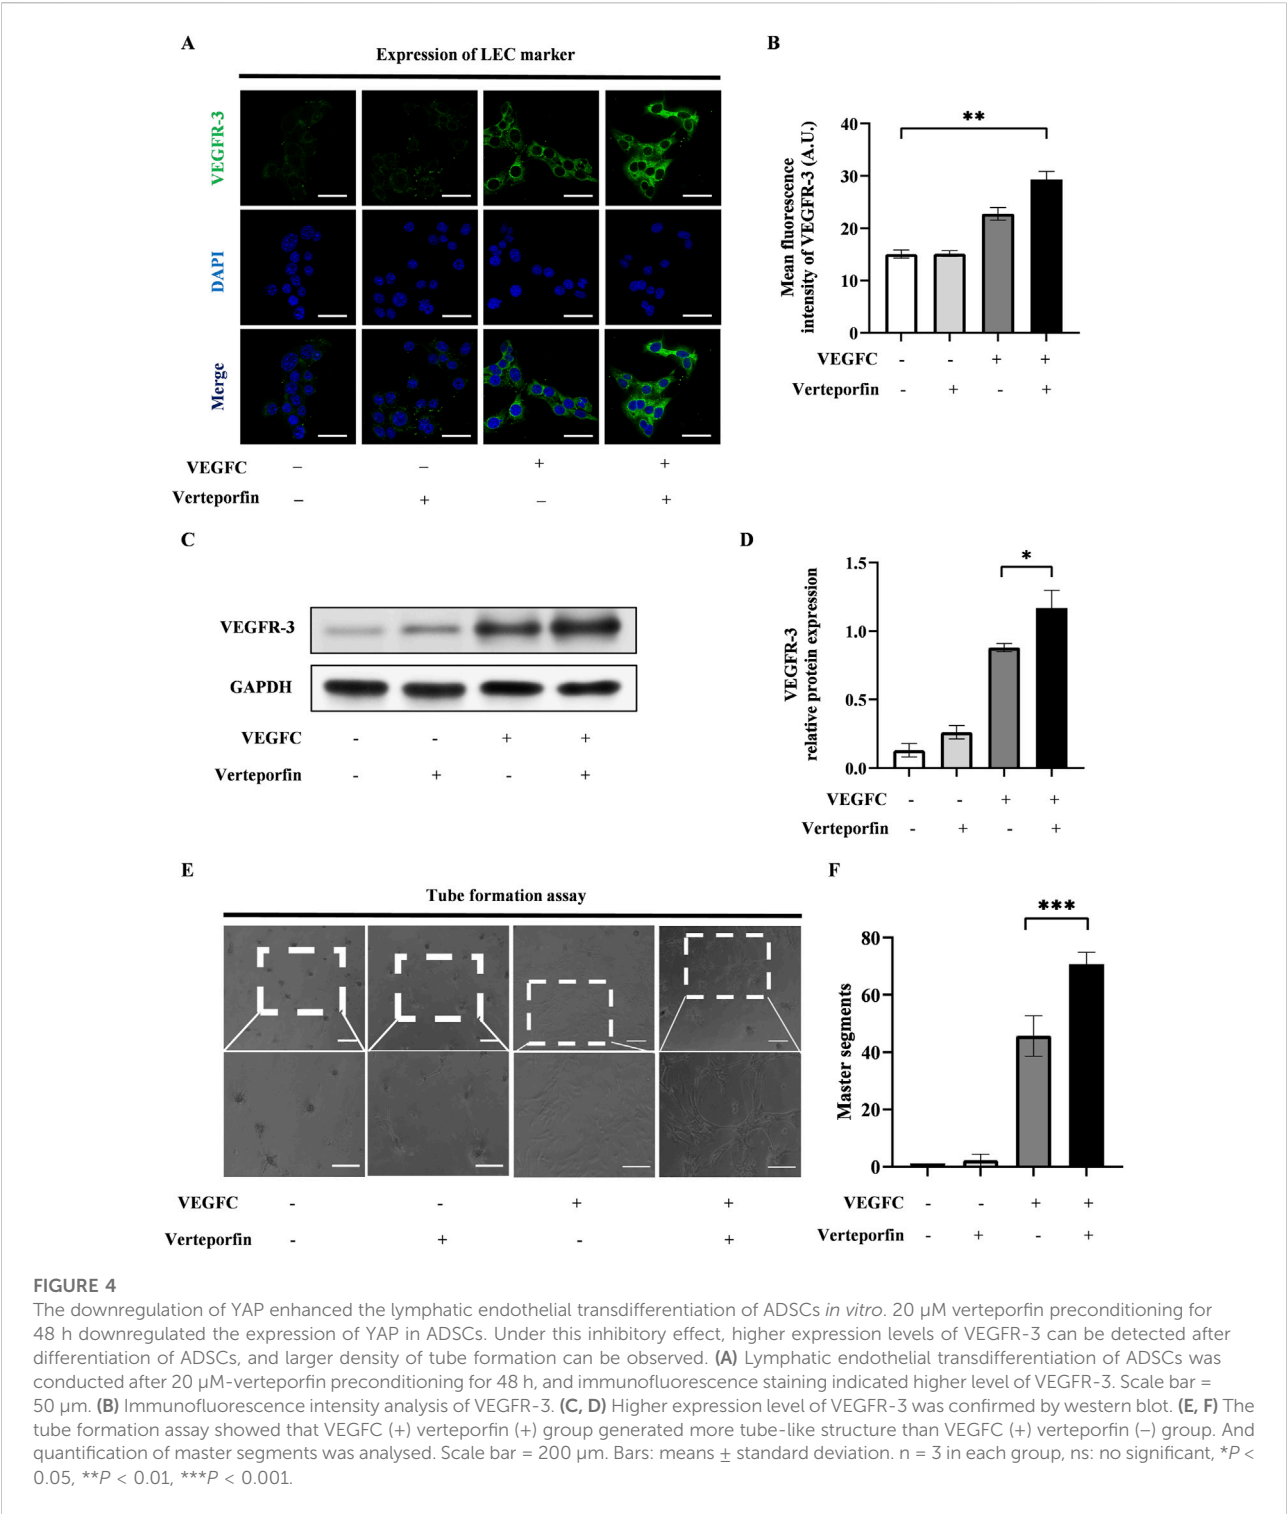 A
Expression of LEC marker
VEGFR-3
DAPI
Merge
VEGFC – – + +
Verteporfin – + – +
B
**
Mean fluorescence
intensity of VEGFR-3 (A.U.)
40
30
20
10
0
VEGFC - - + +
Verteporfin - + - +
C
VEGFR-3
GAPDH
VEGFC - - + +
Verteporfin - + - +
D
*
VEGFR-3
relative protein expression
1.5
1.0
0.5
0.0
VEGFC - - + +
Verteporfin - + - +
E
Tube formation assay
VEGFC - - + +
Verteporfin - + - +
F
***
Master segments
80
60
40
20
0
VEGFC - - + +
Verteporfin - + - +
FIGURE 4
The downregulation of YAP enhanced the lymphatic endothelial transdifferentiation of ADSCs in vitro. 20 μM verteporfin preconditioning for
48 h downregulated the expression of YAP in ADSCs. Under this inhibitory effect, higher expression levels of VEGFR-3 can be detected after
differentiation of ADSCs, and larger density of tube formation can be observed. (A) Lymphatic endothelial transdifferentiation of ADSCs was
conducted after 20 μM-verteporfin preconditioning for 48 h, and immunofluorescence staining indicated higher level of VEGFR-3. Scale bar =
50 μm. (B) Immunofluorescence intensity analysis of VEGFR-3. (C, D) Higher expression level of VEGFR-3 was confirmed by western blot. (E, F) The
tube formation assay showed that VEGFC (+) verteporfin (+) group generated more tube-like structure than VEGFC (+) verteporfin (–) group. And
quantification of master segments was analysed. Scale bar = 200 μm. Bars: means ± standard deviation. n = 3 in each group, ns: no significant, *P <
0.05, **P < 0.01, ***P < 0.001.